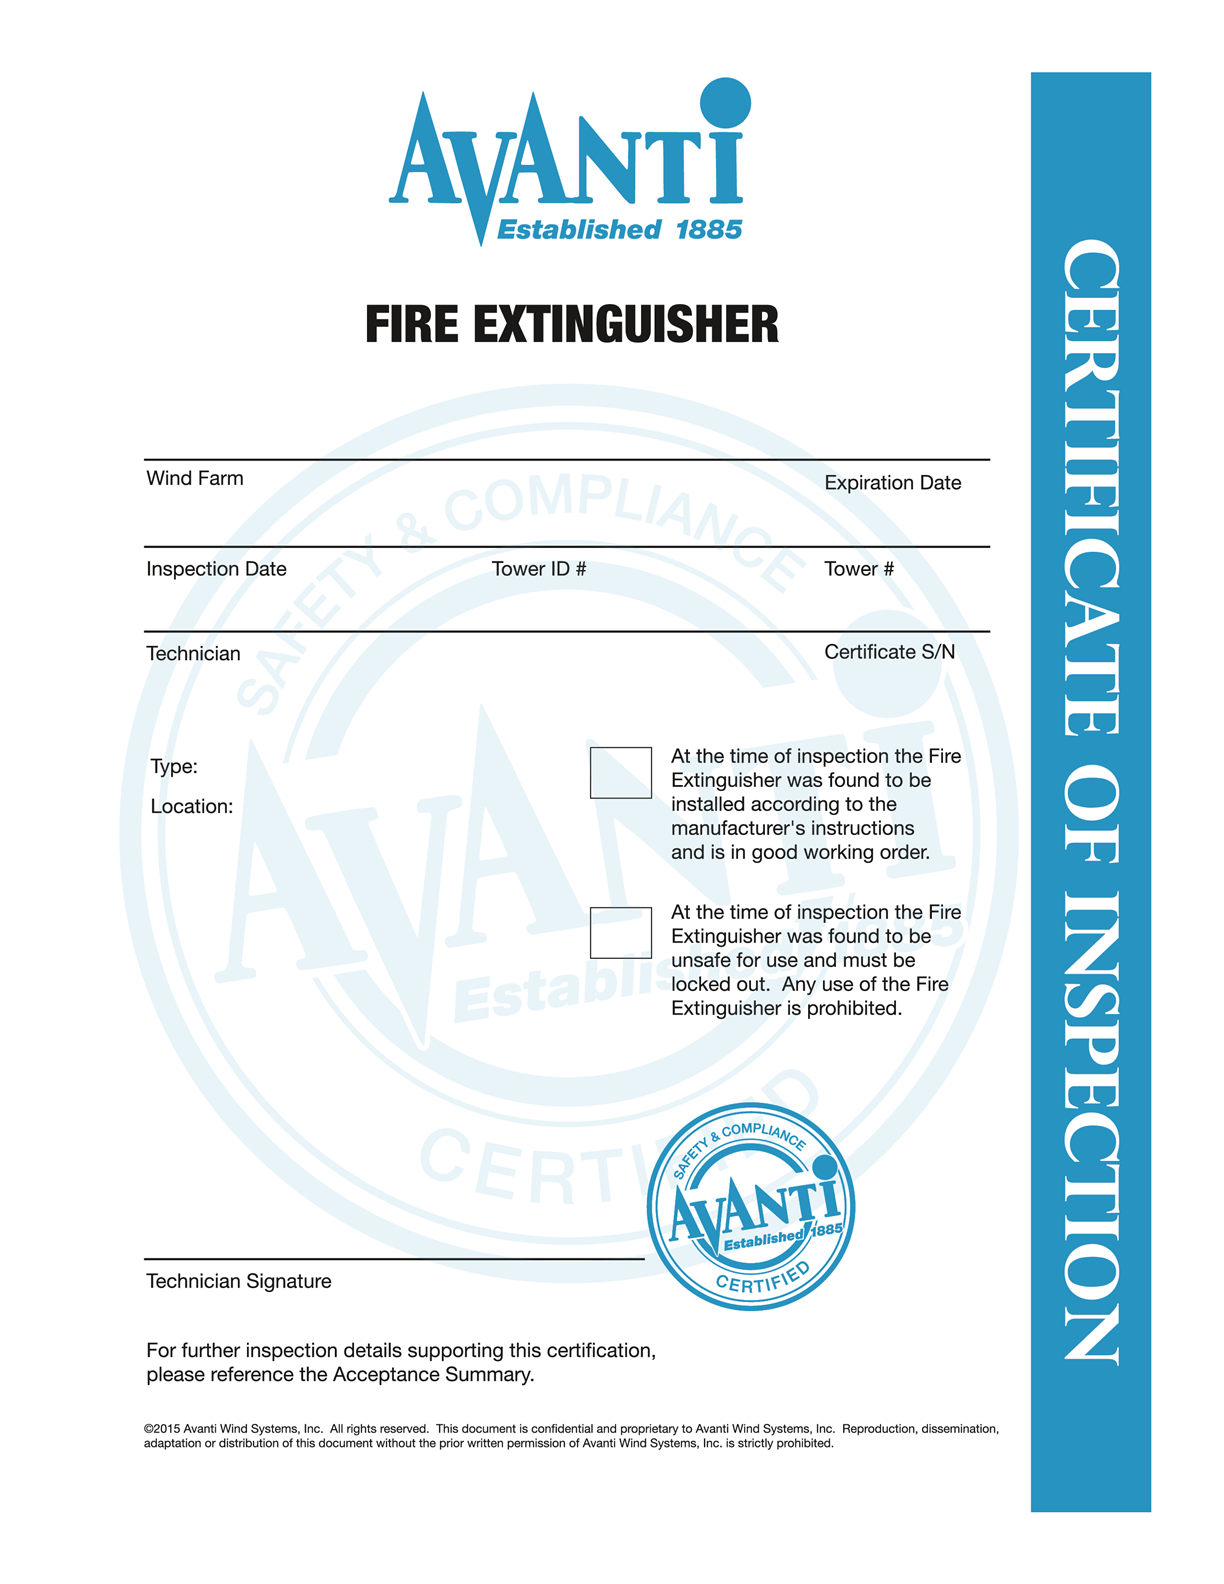 AVANTI
Established 1885
FIRE EXTINGUISHER
CERTIFICATE OF INSPECTION
Wind Farm
Expiration Date
Inspection Date
Tower ID #
Tower #
Technician
Certificate S/N
Type:
Location:
At the time of inspection the Fire
Extinguisher was found to be
installed according to the
manufacturer's instructions
and is in good working order.
At the time of inspection the Fire
Extinguisher was found to be
unsafe for use and must be
locked out.  Any use of the Fire
Extinguisher is prohibited.
SAFETY & COMPLIANCE
AVANTI
Established 1885
CERTIFIED
SAFETY & COMPLIANCE
AVANTI
Established 1885
CERTIFIED
Technician Signature
For further inspection details supporting this certification,
please reference the Acceptance Summary.
©2015 Avanti Wind Systems, Inc.  All rights reserved.  This document is confidential and proprietary to Avanti Wind Systems, Inc.  Reproduction, dissemination,
adaptation or distribution of this document without the prior written permission of Avanti Wind Systems, Inc. is strictly prohibited.